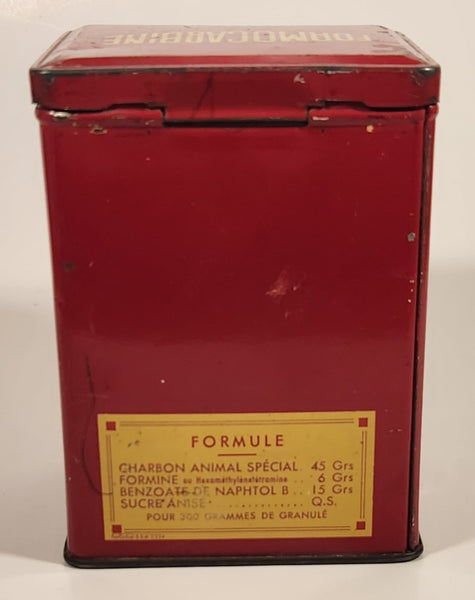 FORMOCARBINE
FORMULE
CHARBON ANIMAL SPÉCIAL. 45 Grs
FORMINE ou Hexaméthylènetétramine .. 6 Grs
BENZOATE DE NAPHTOL B.. 15 Grs
SUCRE ANISÉ ............... Q.S.
POUR 200 GRAMMES DE GRANULÉ